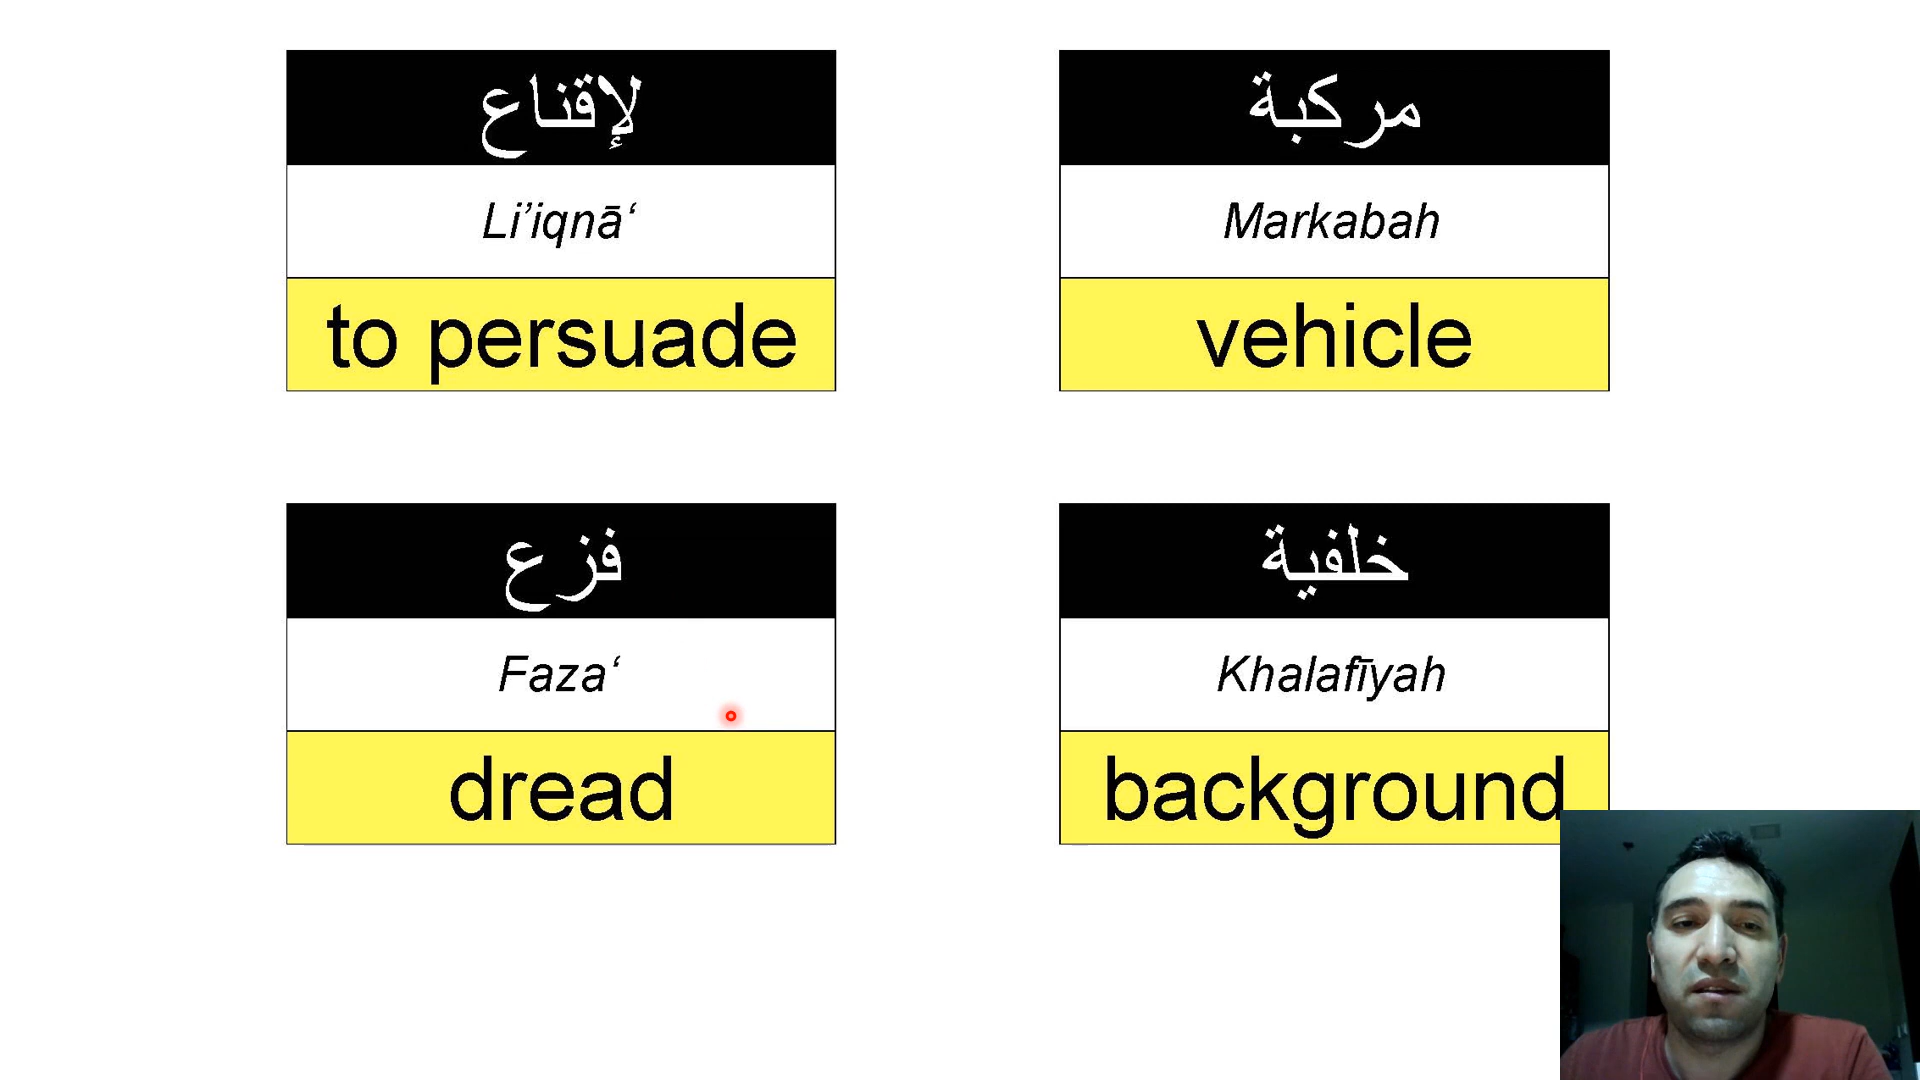 لإقناع
Li’iqnā‘
to persuade
مركبة
Markabah
vehicle
فزع
Faza‘
dread
خلفية
Khalafīyah
background